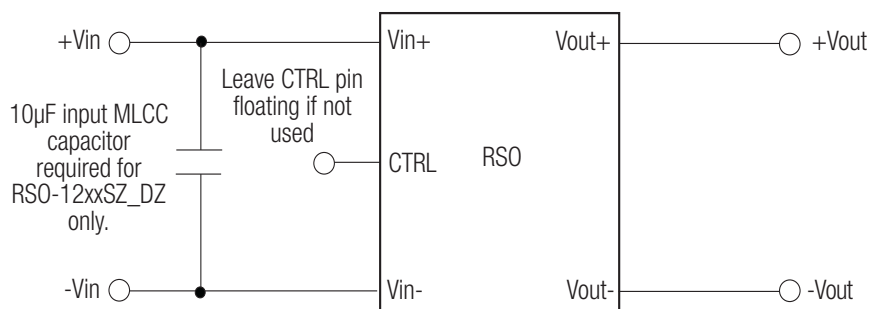 +Vin
Vin+
Vout+
+Vout
Leave CTRL pin
floating if not
used
10µF input MLCC
capacitor
required for
RSO-12xxSZ_DZ
only.
CTRL
RSO
-Vin
Vin-
Vout-
-Vout